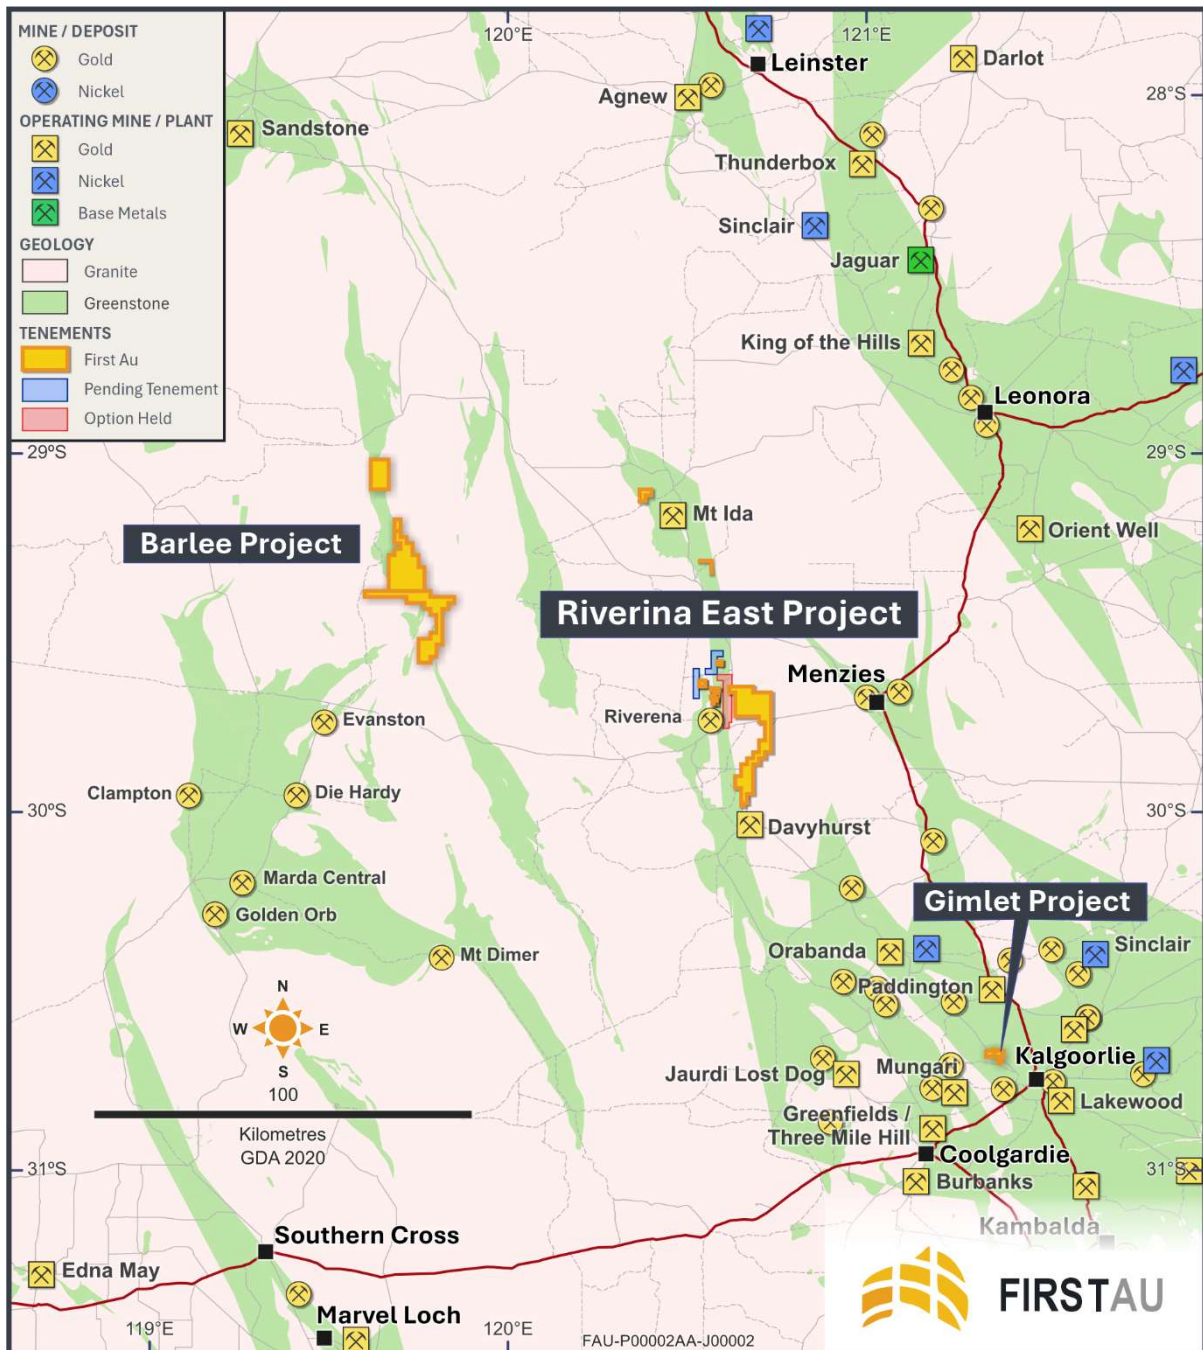 MINE / DEPOSIT
Gold
Nickel
OPERATING MINE / PLANT
Gold
Nickel
Base Metals
GEOLOGY
Granite
Greenstone
TENEMENTS
First Au
Pending Tenement
Option Held
120°E
121°E
Leinster
Darlot
Agnew
28°S
Sandstone
Thunderbox
Sinclair
Jaguar
King of the Hills
Leonora
29°S
29°S
Mt Ida
Orient Well
Barlee Project
Riverina East Project
Menzies
Riverena
Evanston
Clampton
Die Hardy
30°S
30°S
Davyhurst
Marda Central
Golden Orb
Gimlet Project
Mt Dimer
Orabanda
Sinclair
Paddington
N
W
E
S
Jaurdi Lost Dog
Mungari
Kalgoorlie
100
Lakewood
Kilometres
GDA 2020
Greenfields /
Three Mile Hill
Coolgardie
31°S
31°S
Burbanks
Kambalda
Southern Cross
Edna May
Marvel Loch
119°E
120°E
FAU-P00002AA-J00002
FIRSTAU